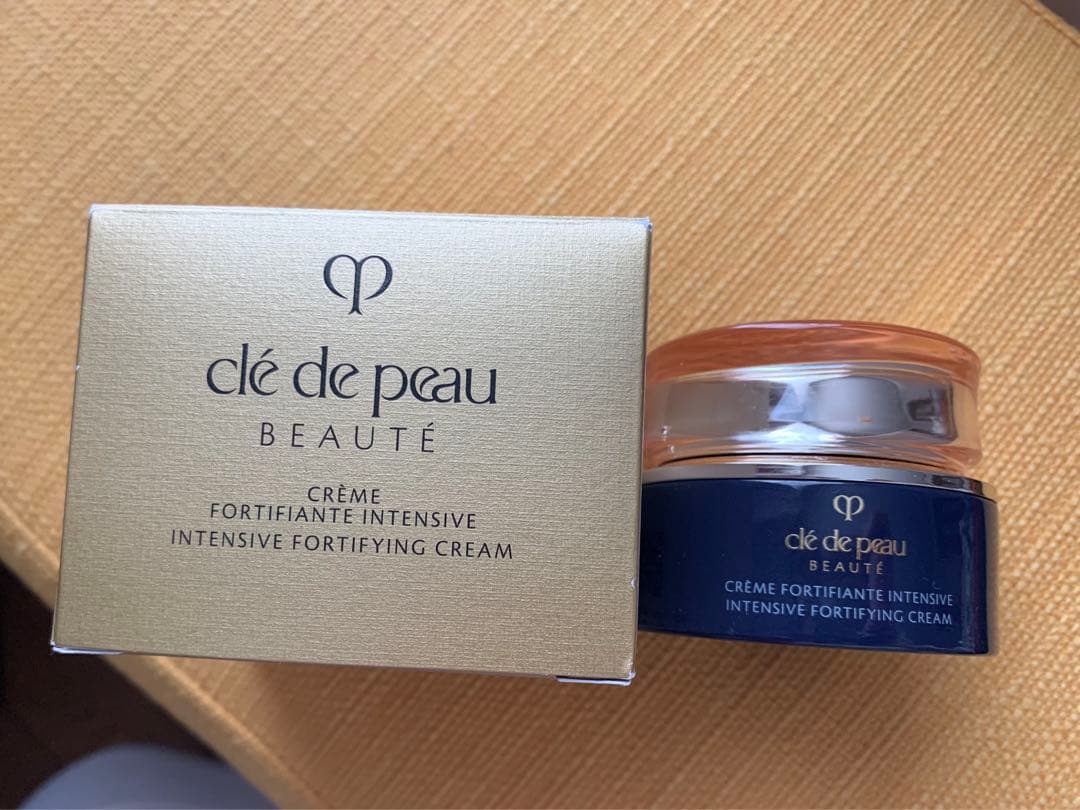 clé de peau
BEAUTÉ
CRÈME
FORTIFIANTE INTENSIVE
INTENSIVE FORTIFYING CREAM
clé de peau
BEAUTÉ
CRÈME FORTIFIANTE INTENSIVE
INTENSIVE FORTIFYING CREAM